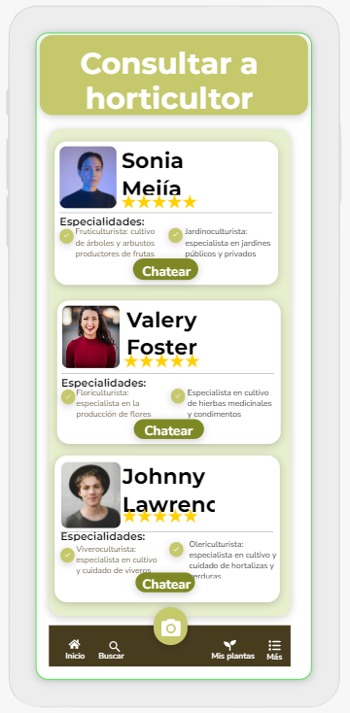 Consultar a
horticultor
Sonia
Mejía
Especialidades:
Fruticulturista: cultivo
de árboles y arbustos
productores de frutas
Jardinoculturista:
especialista en jardines
públicos y privados
Chatear
Valery
Foster
Especialidades:
Floriculturista:
especialista en la
producción de flores
Especialista en cultivo
de hierbas medicinales
y condimentos
Chatear
Johnny
Lawrenc
Especialidades:
Viveroculturista:
especialista en cultivo
y cuidado de viveros
Olericulturista:
especialista en cultivo y
cuidado de hortalizas y
verduras
Chatear
Inicio
Buscar
Mis plantas
Más